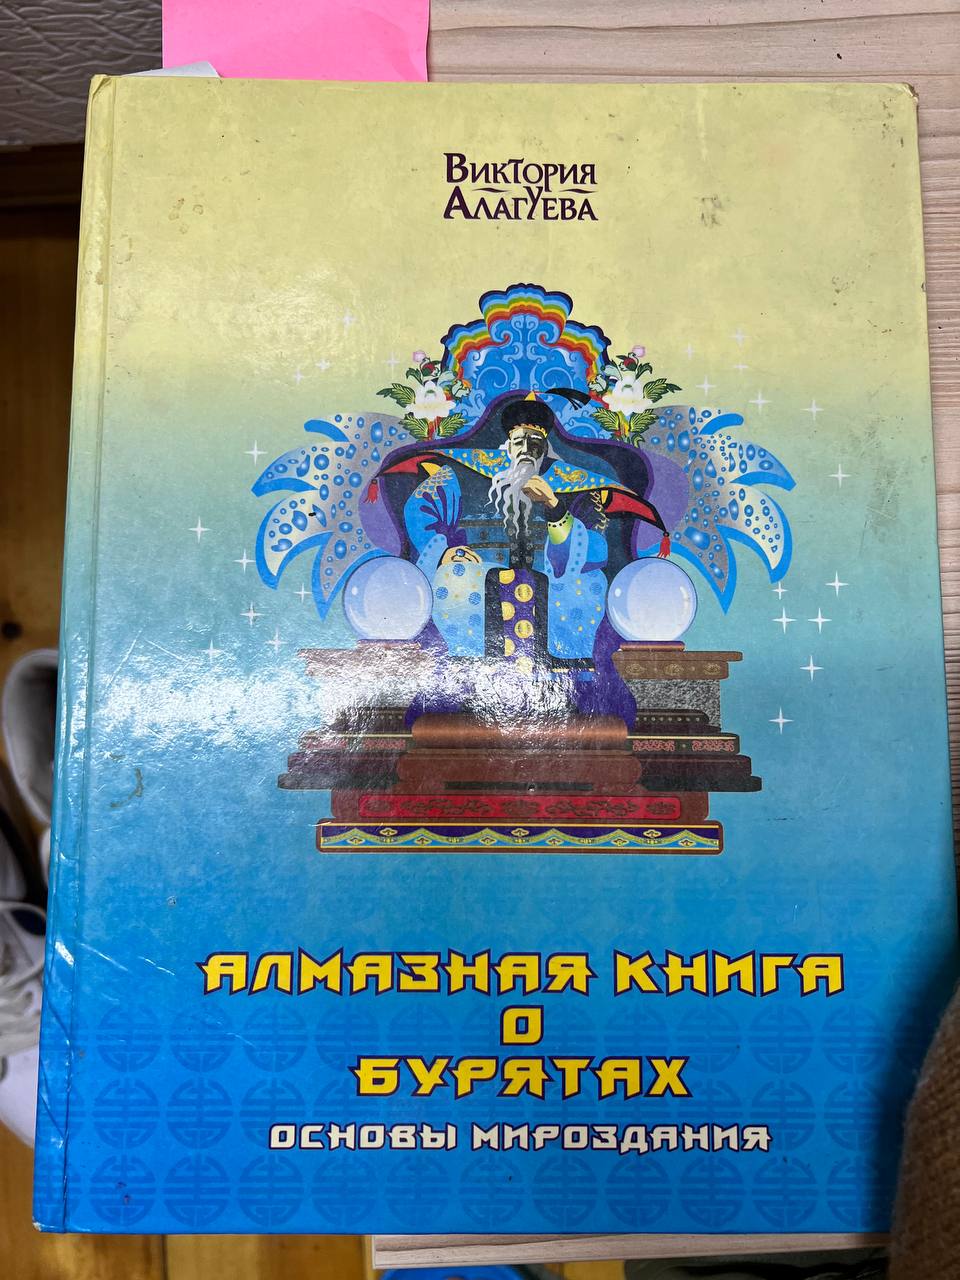 Виктория
Алагуева
АЛМАЗНАЯ КНИГА
О
БУРЯТАХ
ОСНОВЫ МИРОЗДАНИЯ